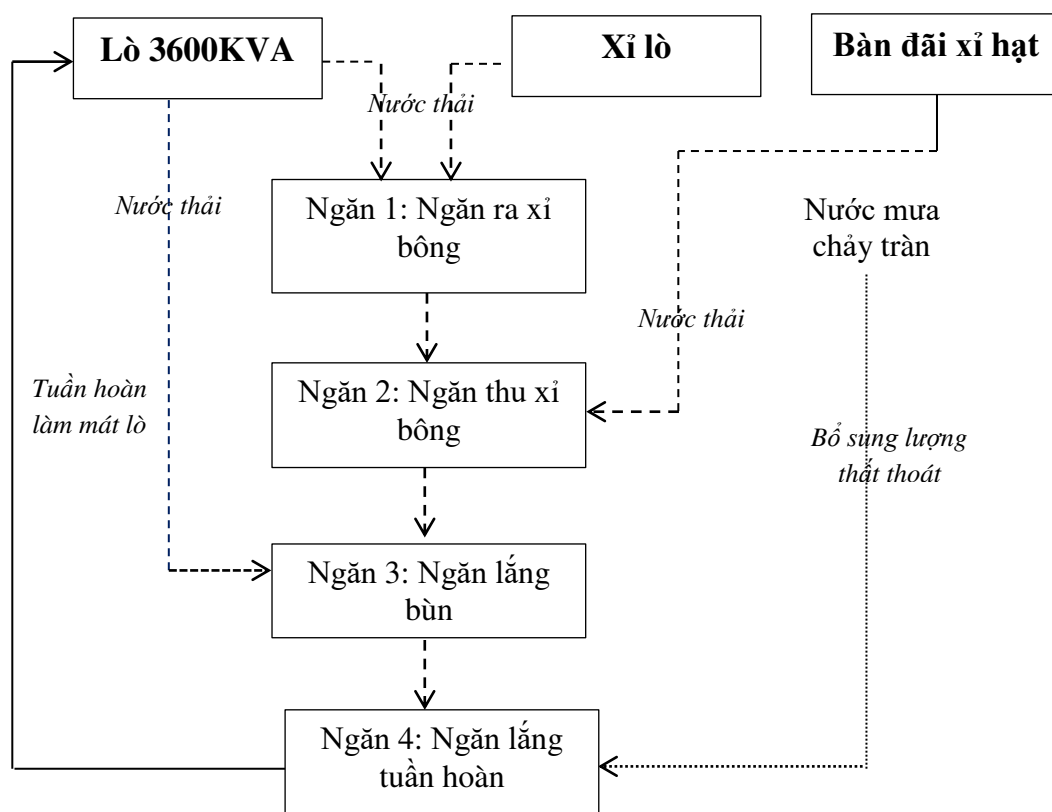 Lò 3600KVA
Xỉ lò
Bàn đãi xỉ hạt
Nước thải
Nước thải
Ngăn 1: Ngăn ra xỉ
bông
Nước mưa
chảy tràn
Nước thải
Ngăn 2: Ngăn thu xỉ
bông
Tuần hoàn
làm mát lò
Bổ sung lượng
thất thoát
Ngăn 3: Ngăn lắng
bùn
Ngăn 4: Ngăn lắng
tuần hoàn